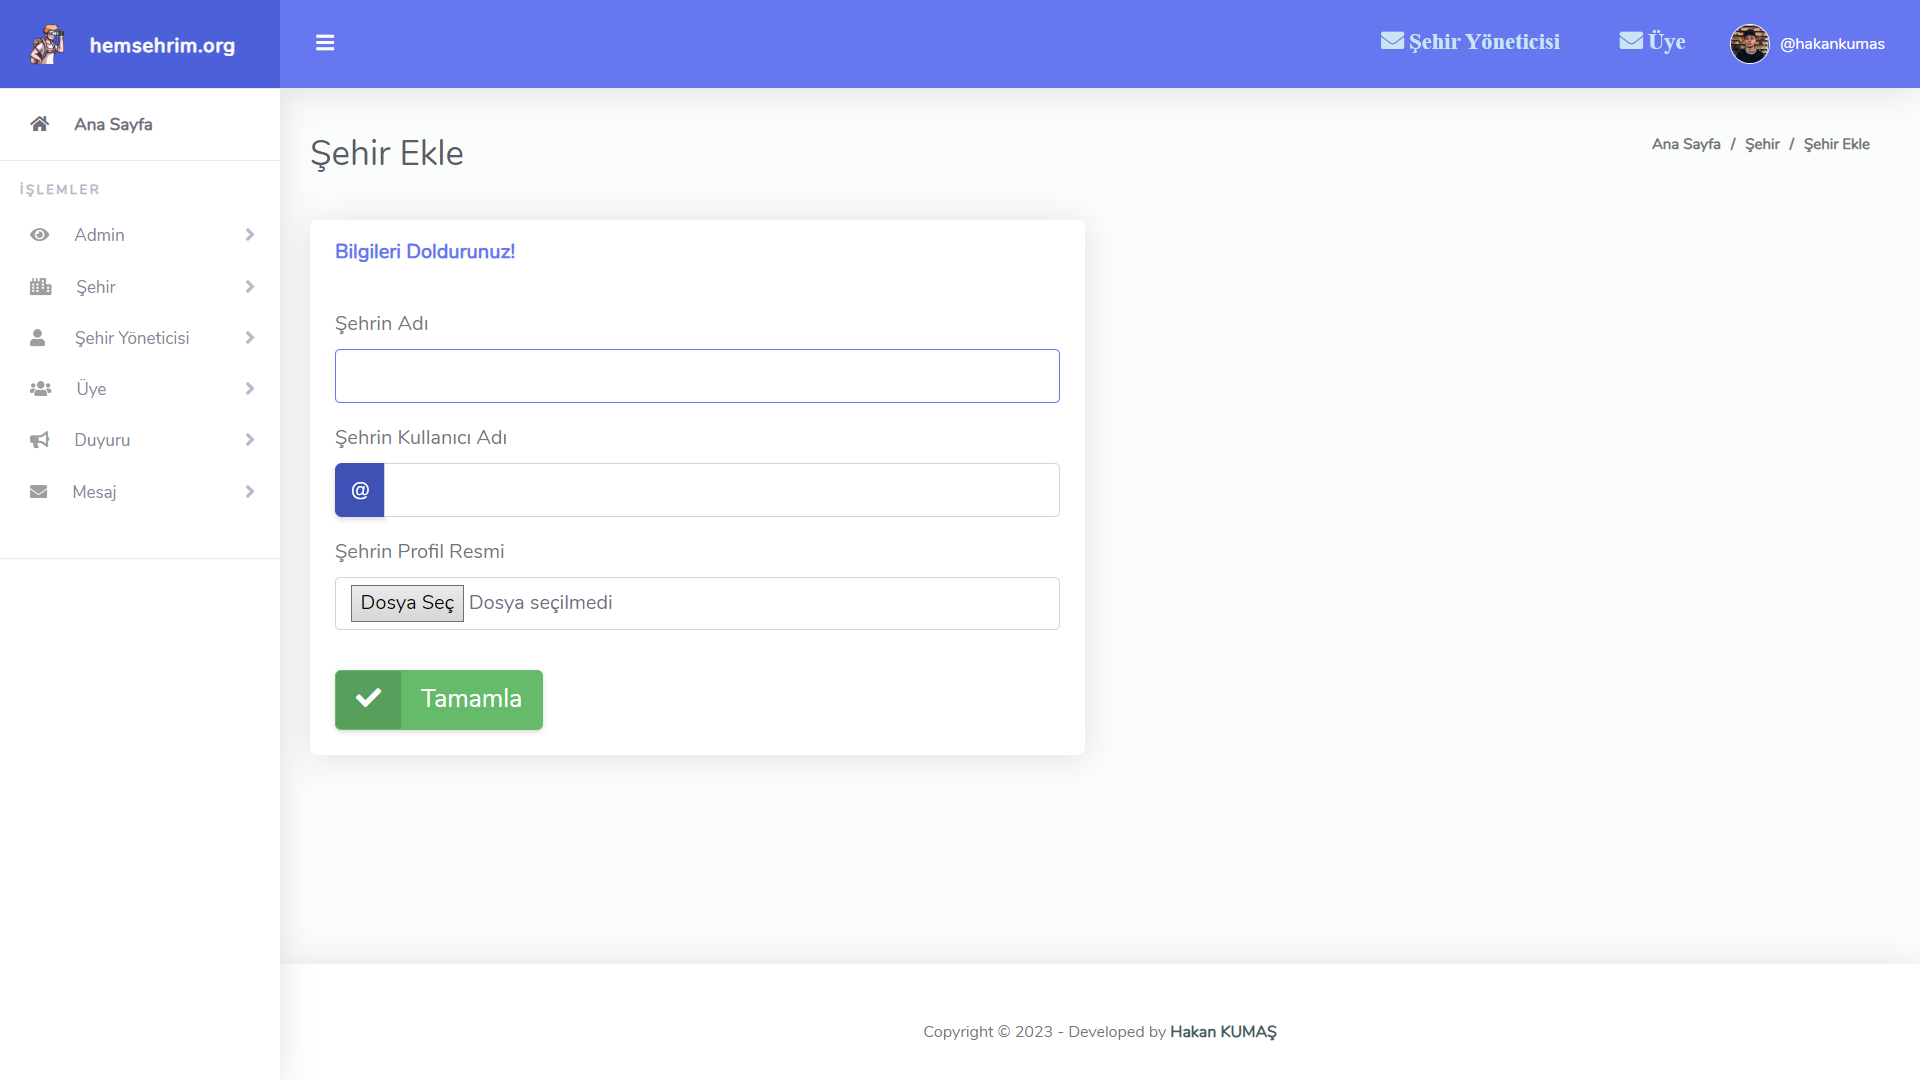 hemsehrim.org
Şehir Yöneticisi
Üye
@hakankumas
Ana Sayfa
İŞLEMLER
Admin
Şehir
Şehir Yöneticisi
Üye
Duyuru
Mesaj
Şehir Ekle
Ana Sayfa / Şehir / Şehir Ekle
Bilgileri Doldurunuz!
Şehrin Adı
Şehrin Kullanıcı Adı
@
Şehrin Profil Resmi
Dosya Seç Dosya seçilmedi
Tamamla
Copyright © 2023 - Developed by Hakan KUMAŞ